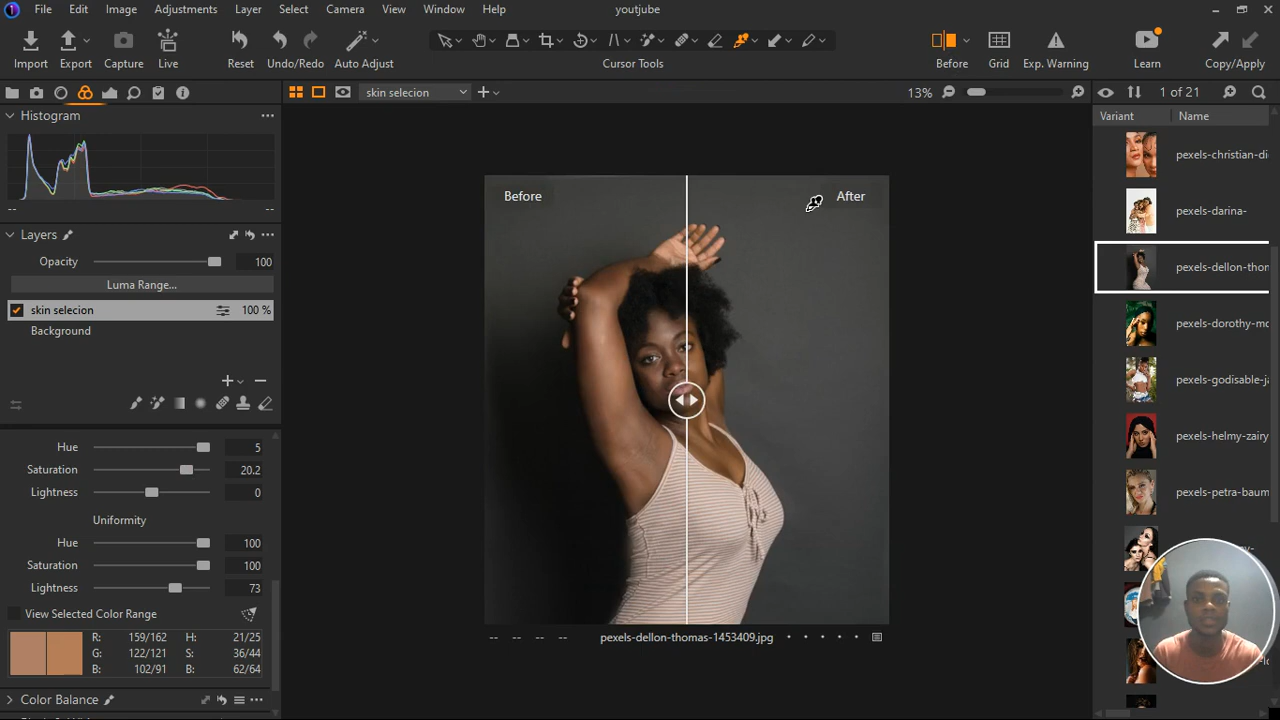 File Edit Image Adjustments Layer Select Camera View Window Help youtjube
Import Export Capture Live Reset Undo/Redo Auto Adjust Cursor Tools Before Grid Exp. Warning Learn Copy/Apply
skin selecion 13% 1 of 21
Histogram
-- --
Layers
Opacity 100
Luma Range...
skin selecion 100 %
Background
Hue 5
Saturation 20.2
Lightness 0
Uniformity
Hue 100
Saturation 100
Lightness 73
View Selected Color Range
R: 159/162 H: 21/25
G: 122/121 S: 36/44
B: 102/91 B: 62/64
Color Balance
Before After
-- -- -- -- pexels-dellon-thomas-1453409.jpg
Variant Name
pexels-christian-di
pexels-darina-
pexels-dellon-thor
pexels-dorothy-mc
pexels-godisable-ja
pexels-helmy-zairy
pexels-petra-baum